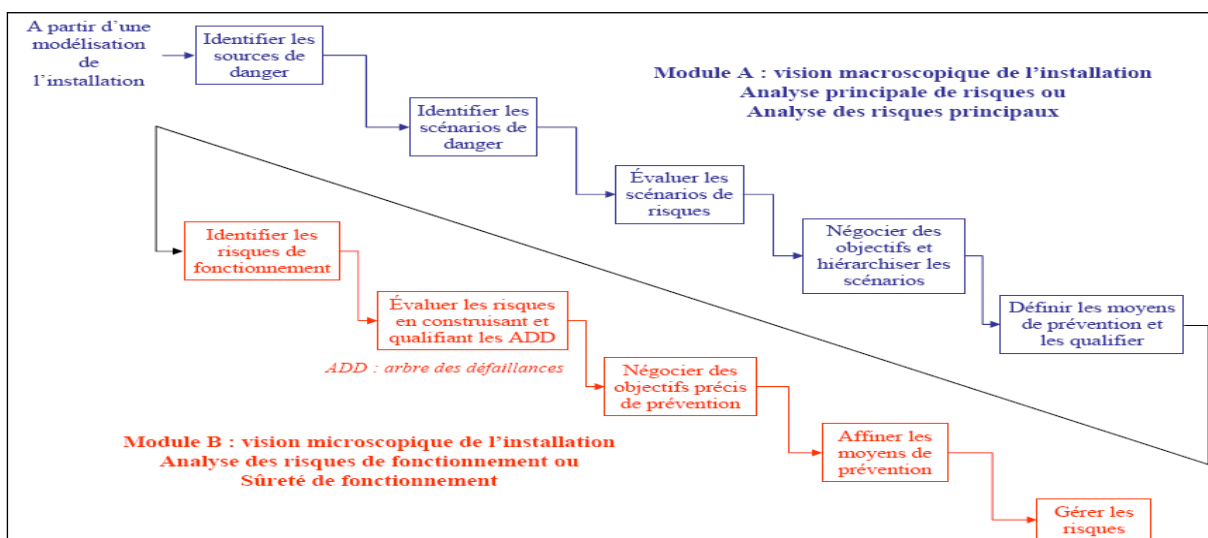 A partir d’une
modélisation
de
l’installation
Identifier les
sources de
danger
Module A : vision macroscopique de l’installation
Analyse principale de risques ou
Analyse des risques principaux
Identifier les
scénarios de
danger
Évaluer les
scénarios de
risques
Négocier des
objectifs et
hiérarchiser les
scénarios
Définir les moyens
de prévention et
les qualifier
Identifier les
risques de
fonctionnement
Évaluer les risques
en construisant et
qualifiant les ADD
ADD : arbre des défaillances
Négocier des
objectifs précis
de prévention
Module B : vision microscopique de l’installation
Analyse des risques de fonctionnement ou
Sûreté de fonctionnement
Affiner les
moyens de
prévention
Gérer les
risques